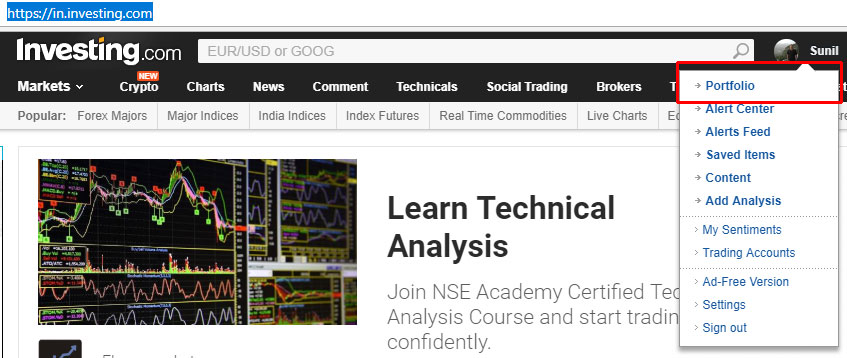 https://in.investing.com
Investing.com
EUR/USD or GOOG
Sunil
NEW
Markets Crypto Charts News Comment Technicals Social Trading Brokers
Popular: Forex Majors Major Indices India Indices Index Futures Real Time Commodities Live Charts
Portfolio
Alert Center
Alerts Feed
Saved Items
Content
Add Analysis
My Sentiments
Trading Accounts
Ad-Free Version
Settings
Sign out
Learn Technical
Analysis
Join NSE Academy Certified Tec
Analysis Course and start tradin
confidently.